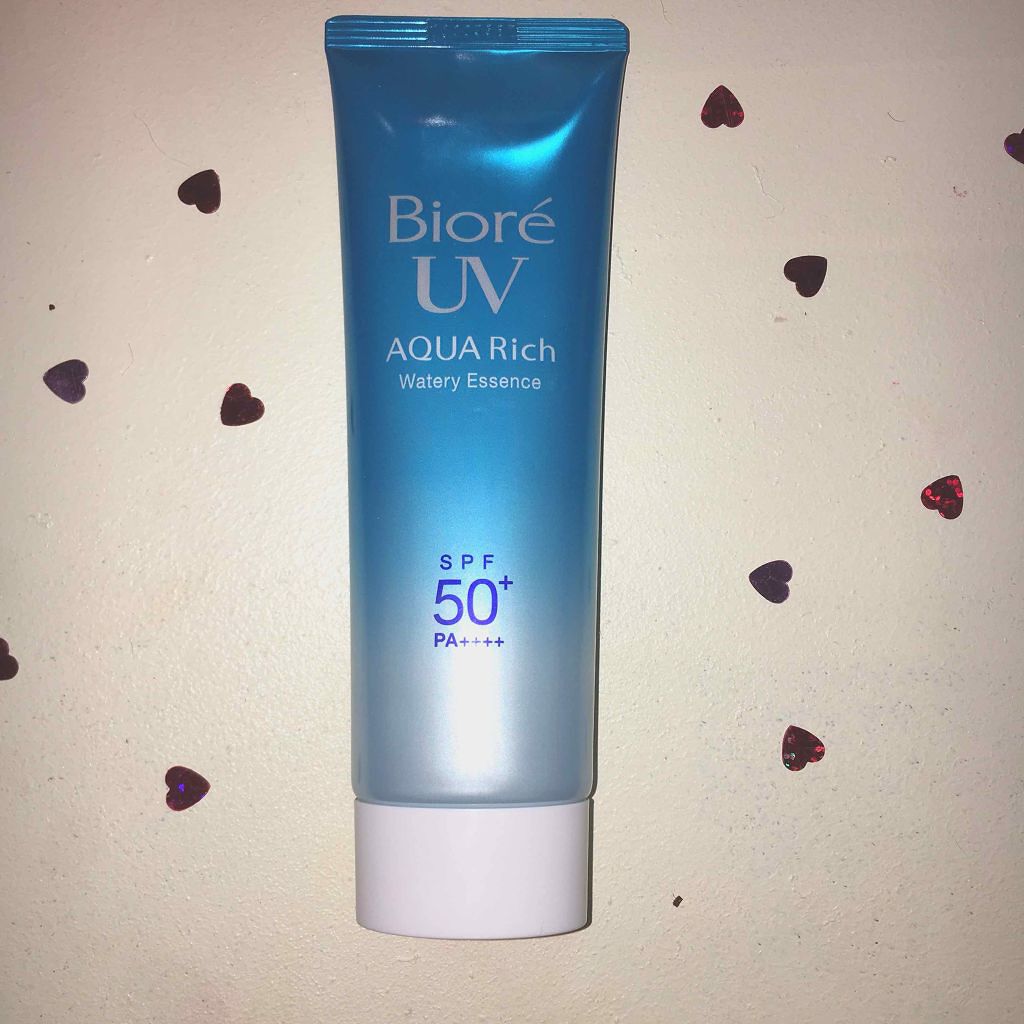 Bioré
UV
AQUA Rich
Watery Essence
SPF
50+
PA++++